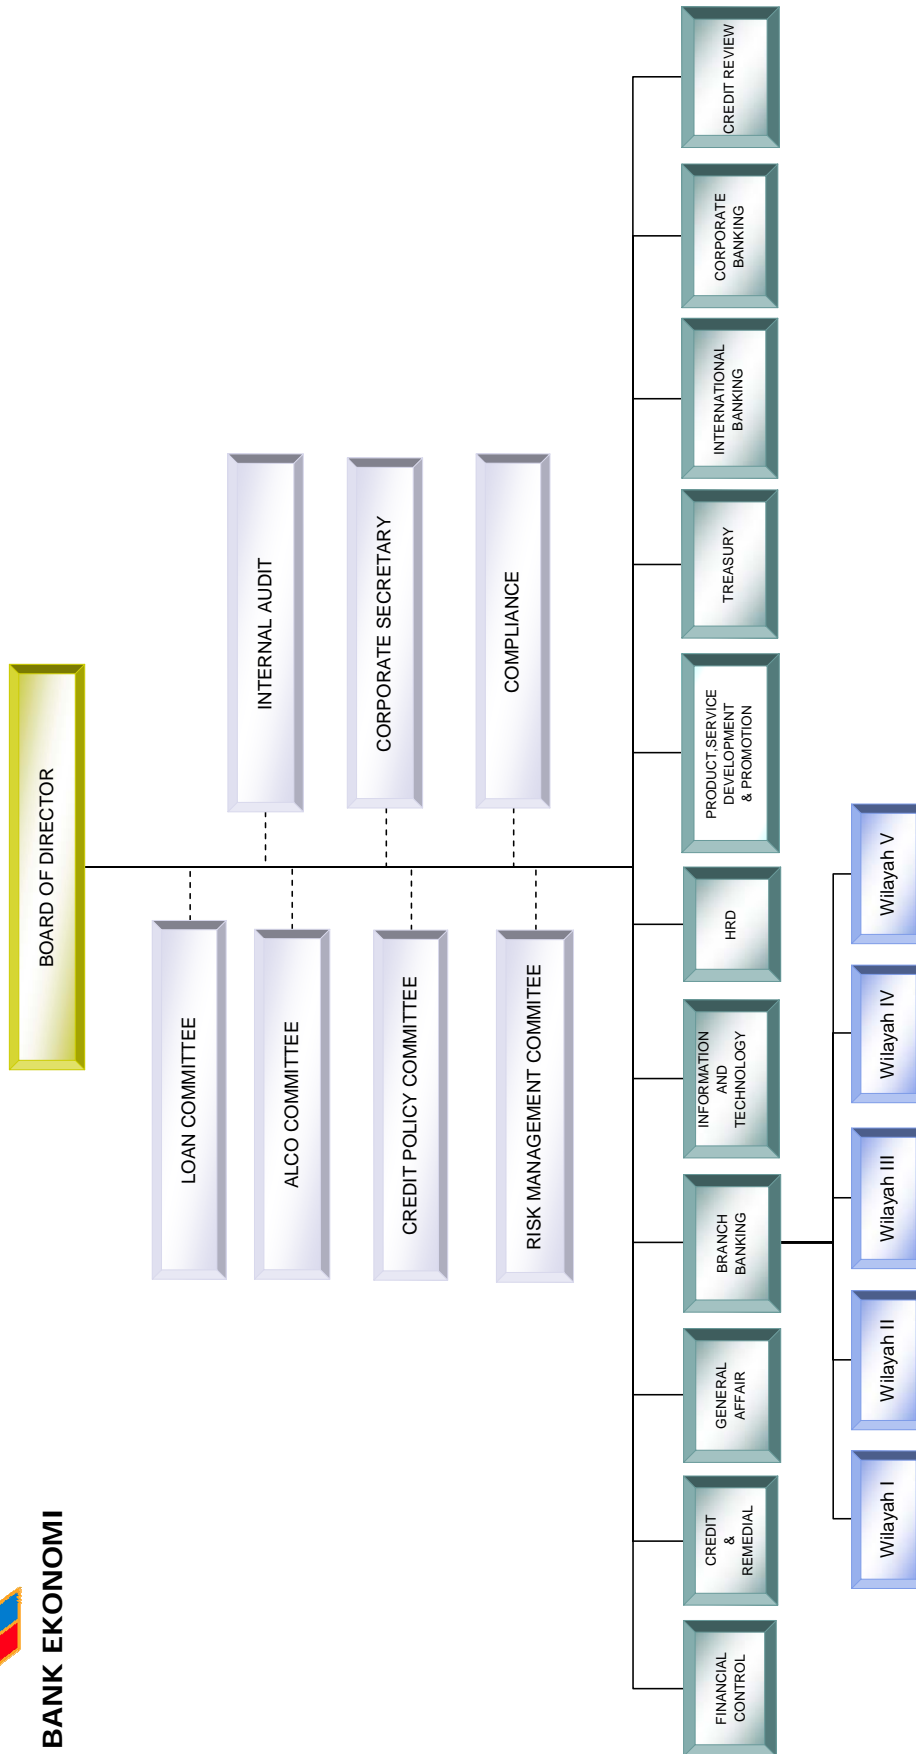 BANK EKONOMI
BOARD OF DIRECTOR
LOAN COMMITTEE
INTERNAL AUDIT
ALCO COMMITTEE
CORPORATE SECRETARY
CREDIT POLICY COMMITTEE
COMPLIANCE
RISK MANAGEMENT COMMITEE
FINANCIAL
CONTROL
CREDIT
&
REMEDIAL
GENERAL
AFFAIR
BRANCH
BANKING
INFORMATION
AND
TECHNOLOGY
HRD
PRODUCT,SERVICE
DEVELOPMENT
& PROMOTION
TREASURY
INTERNATIONAL
BANKING
CORPORATE
BANKING
CREDIT REVIEW
Wilayah I
Wilayah II
Wilayah III
Wilayah IV
Wilayah V